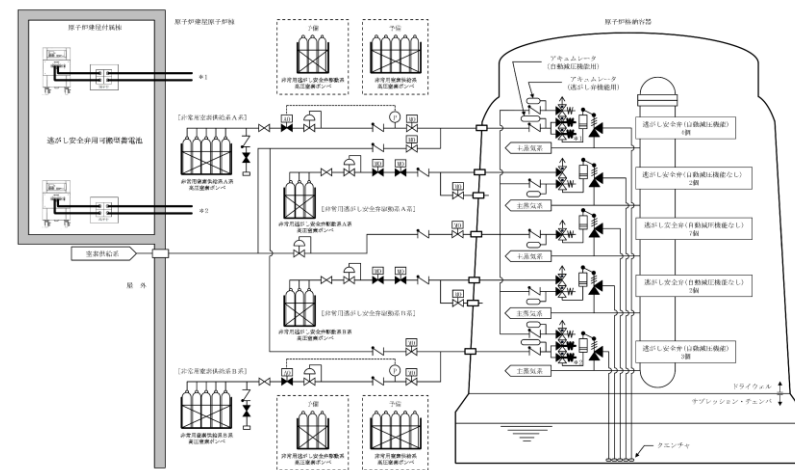 原子炉建屋付属棟
原子炉建屋原子炉棟
予備
予備
原子炉格納容器
非常用逃がし安全弁駆動系
高圧窒素ボンベ
非常用窒素供給系
高圧窒素ボンベ
アキュムレータ
(自動減圧機能用)
アキュムレータ
(逃がし弁機能用)
*1
[非常用窒素供給系A系]
P
逃がし安全弁用可搬型蓄電池
非常用窒素供給系A系
高圧窒素ボンベ
主蒸気系
逃がし安全弁(自動減圧機能)
逃がし安全弁(自動減圧機能なし)
2個
[非常用逃がし安全弁駆動系A系]
非常用逃がし安全弁駆動系A系
高圧窒素ボンベ
主蒸気系
*2
逃がし安全弁(自動減圧機能なし)
7個
窒素供給系
主蒸気系
屋 外
逃がし安全弁(自動減圧機能なし)
2個
[非常用逃がし安全弁駆動系B系]
主蒸気系
非常用逃がし安全弁駆動系B系
高圧窒素ボンベ
逃がし安全弁(自動減圧機能)
3個
[非常用窒素供給系B系]
P
主蒸気系
非常用窒素供給系B系
高圧窒素ボンベ
予備
予備
ドライウェル
サプレッション・チェンバ
非常用逃がし安全弁駆動系
高圧窒素ボンベ
非常用窒素供給系
高圧窒素ボンベ
クエンチャ